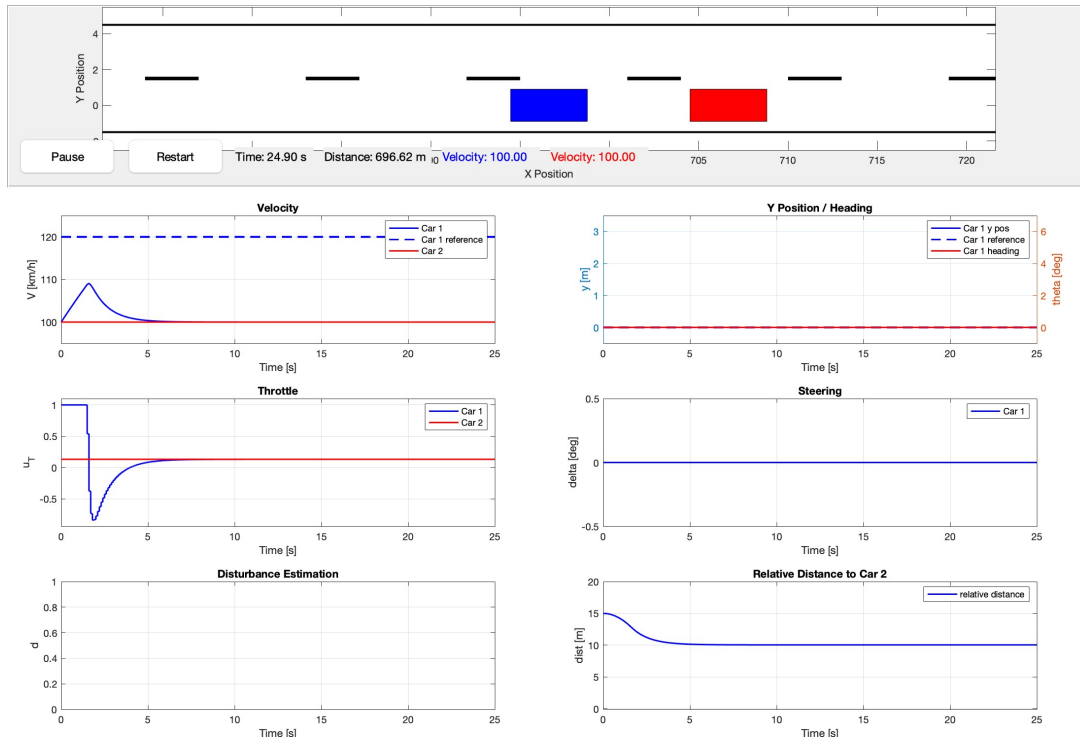 4
2
0
Y Position
705
710
715
720
X Position
Pause
Restart
Time: 24.90 s
Distance: 696.62 m
Velocity: 100.00
Velocity: 100.00
Velocity
Car 1
Car 1 reference
Car 2
120
110
100
V [km/h]
0 5 10 15 20 25
Time [s]
Y Position / Heading
Car 1 y pos
Car 1 reference
Car 1 heading
3
2
1
0
y [m]
6
4
2
0
theta [deg]
0 5 10 15 20 25
Time [s]
Throttle
Car 1
Car 2
1
0.5
0
-0.5
u_T
0 5 10 15 20 25
Time [s]
Steering
Car 1
0.5
0
-0.5
delta [deg]
0 5 10 15 20 25
Time [s]
Disturbance Estimation
1
0.8
0.6
0.4
0.2
0
d
0 5 10 15 20 25
Time [s]
Relative Distance to Car 2
relative distance
20
15
10
5
0
dist [m]
0 5 10 15 20 25
Time [s]